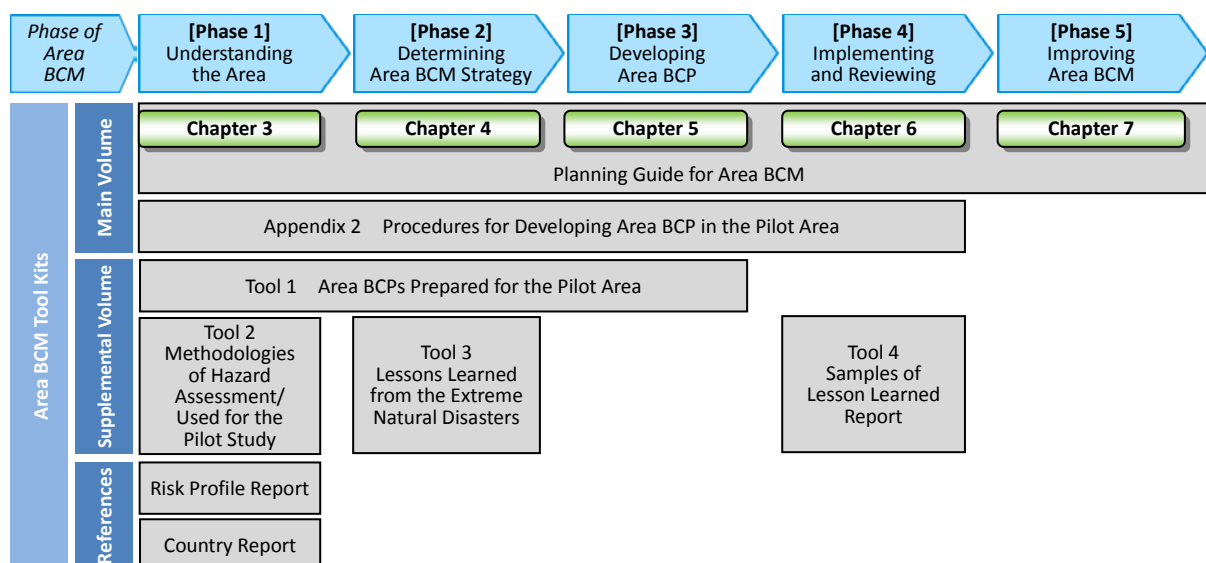 Phase of
Area
BCM
[Phase 1]
Understanding
the Area
[Phase 2]
Determining
Area BCM Strategy
[Phase 3]
Developing
Area BCP
[Phase 4]
Implementing
and Reviewing
[Phase 5]
Improving
Area BCM
Area BCM Tool Kits
Main Volume
Chapter 3
Chapter 4
Chapter 5
Chapter 6
Chapter 7
Planning Guide for Area BCM
Appendix 2 Procedures for Developing Area BCP in the Pilot Area
Supplemental Volume
Tool 1 Area BCPs Prepared for the Pilot Area
Tool 2
Methodologies
of Hazard
Assessment/
Used for the
Pilot Study
Tool 3
Lessons Learned
from the Extreme
Natural Disasters
Tool 4
Samples of
Lesson Learned
Report
References
Risk Profile Report
Country Report